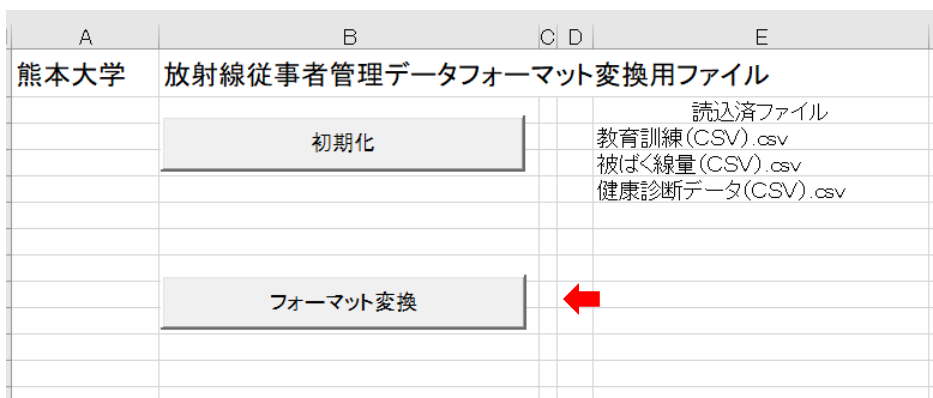 A B C D E
熊本大学 放射線従事者管理データフォーマット変換用ファイル
読込済ファイル
初期化
教育訓練(CSV).csv
被ばく線量(CSV).csv
健康診断データ(CSV).csv
フォーマット変換